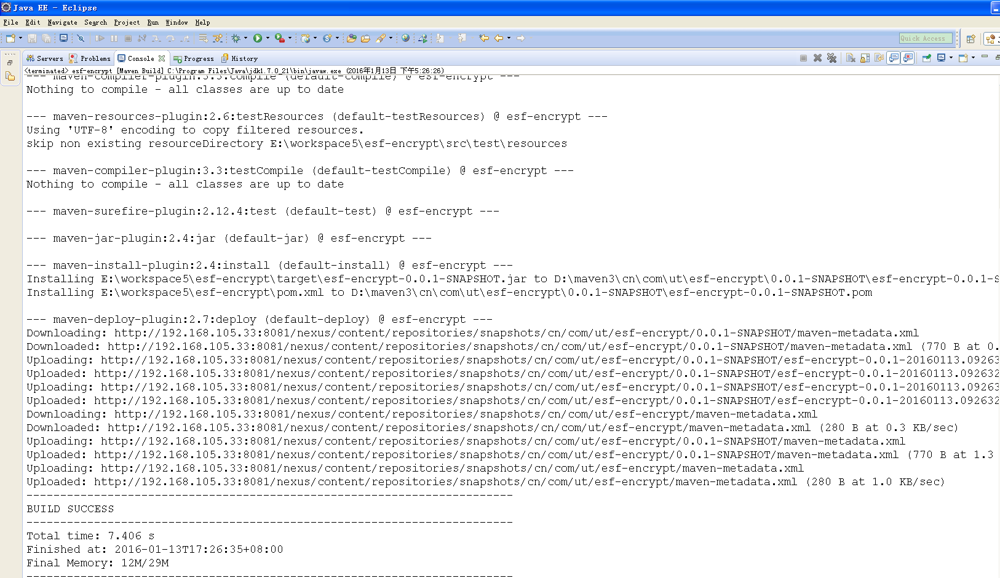 Java EE - Eclipse
File Edit Navigate Search Project Run Window Help
Quick Access
Servers Problems Console Progress History
<terminated> esf-encrypt [Maven Build] C:\Program Files\Java\jdk1.7.0_21\bin\javaw.exe (2016年1月13日 下午5:26:26)
--- maven-compiler-plugin:3.3:compile (default-compile) @ esf-encrypt ---
Nothing to compile - all classes are up to date
--- maven-resources-plugin:2.6:testResources (default-testResources) @ esf-encrypt ---
Using 'UTF-8' encoding to copy filtered resources.
skip non existing resourceDirectory E:\workspace5\esf-encrypt\src\test\resources
--- maven-compiler-plugin:3.3:testCompile (default-testCompile) @ esf-encrypt ---
Nothing to compile - all classes are up to date
--- maven-surefire-plugin:2.12.4:test (default-test) @ esf-encrypt ---
--- maven-jar-plugin:2.4:jar (default-jar) @ esf-encrypt ---
--- maven-install-plugin:2.4:install (default-install) @ esf-encrypt ---
Installing E:\workspace5\esf-encrypt\target\esf-encrypt-0.0.1-SNAPSHOT.jar to D:\maven3\cn\com\ut\esf-encrypt\0.0.1-SNAPSHOT\esf-encrypt-0.0.1-S
Installing E:\workspace5\esf-encrypt\pom.xml to D:\maven3\cn\com\ut\esf-encrypt\0.0.1-SNAPSHOT\esf-encrypt-0.0.1-SNAPSHOT.pom
--- maven-deploy-plugin:2.7:deploy (default-deploy) @ esf-encrypt ---
Downloading: http://192.168.105.33:8081/nexus/content/repositories/snapshots/cn/com/ut/esf-encrypt/0.0.1-SNAPSHOT/maven-metadata.xml
Downloaded: http://192.168.105.33:8081/nexus/content/repositories/snapshots/cn/com/ut/esf-encrypt/0.0.1-SNAPSHOT/maven-metadata.xml (770 B at 0.
Uploading: http://192.168.105.33:8081/nexus/content/repositories/snapshots/cn/com/ut/esf-encrypt/0.0.1-SNAPSHOT/esf-encrypt-0.0.1-20160113.09263
Uploaded: http://192.168.105.33:8081/nexus/content/repositories/snapshots/cn/com/ut/esf-encrypt/0.0.1-SNAPSHOT/esf-encrypt-0.0.1-20160113.092632
Uploading: http://192.168.105.33:8081/nexus/content/repositories/snapshots/cn/com/ut/esf-encrypt/0.0.1-SNAPSHOT/esf-encrypt-0.0.1-20160113.09263
Uploaded: http://192.168.105.33:8081/nexus/content/repositories/snapshots/cn/com/ut/esf-encrypt/0.0.1-SNAPSHOT/esf-encrypt-0.0.1-20160113.092632
Downloading: http://192.168.105.33:8081/nexus/content/repositories/snapshots/cn/com/ut/esf-encrypt/maven-metadata.xml
Downloaded: http://192.168.105.33:8081/nexus/content/repositories/snapshots/cn/com/ut/esf-encrypt/maven-metadata.xml (280 B at 0.3 KB/sec)
Uploading: http://192.168.105.33:8081/nexus/content/repositories/snapshots/cn/com/ut/esf-encrypt/0.0.1-SNAPSHOT/maven-metadata.xml
Uploaded: http://192.168.105.33:8081/nexus/content/repositories/snapshots/cn/com/ut/esf-encrypt/0.0.1-SNAPSHOT/maven-metadata.xml (770 B at 1.3
Uploading: http://192.168.105.33:8081/nexus/content/repositories/snapshots/cn/com/ut/esf-encrypt/maven-metadata.xml
Uploaded: http://192.168.105.33:8081/nexus/content/repositories/snapshots/cn/com/ut/esf-encrypt/maven-metadata.xml (280 B at 1.0 KB/sec)
------------------------------------------------------------------------
BUILD SUCCESS
------------------------------------------------------------------------
Total time: 7.406 s
Finished at: 2016-01-13T17:26:35+08:00
Final Memory: 12M/29M
------------------------------------------------------------------------